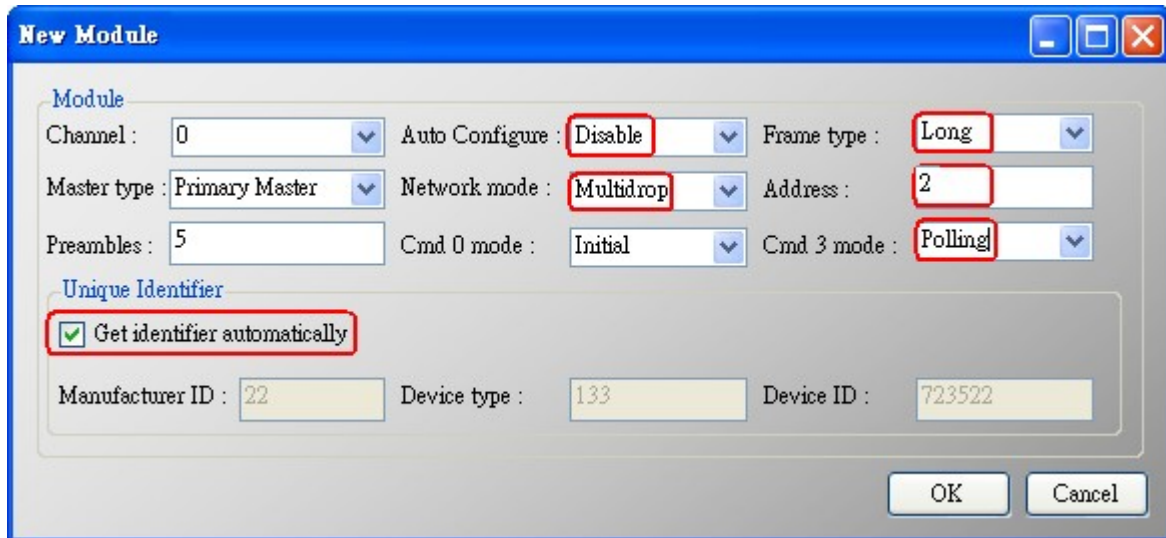 New Module
Module
Channel : 0 Auto Configure : Disable Frame type : Long
Master type : Primary Master Network mode : Multidrop Address : 2
Preambles : 5 Cmd 0 mode : Initial Cmd 3 mode : Polling
Unique Identifier
Get identifier automatically
Manufacturer ID : 22 Device type : 133 Device ID : 723522
OK Cancel